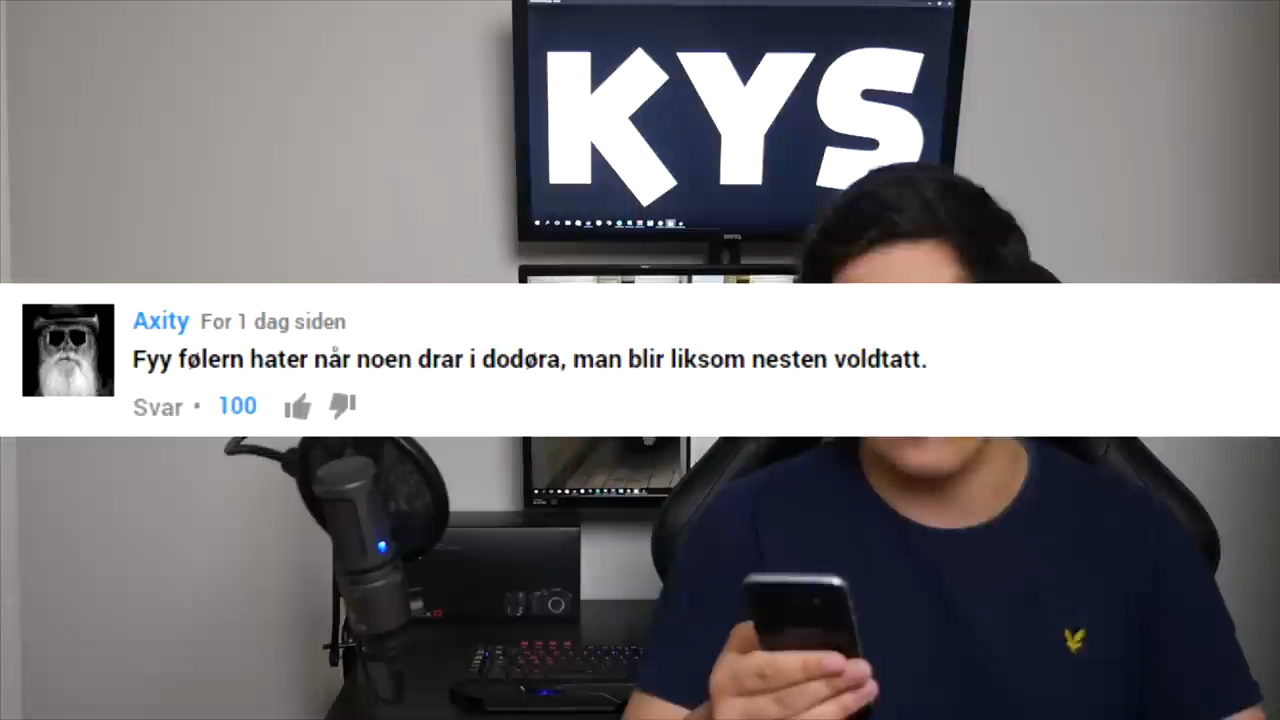 KYS
Axity For 1 dag siden
Fyy følern hater når noen drar i dodøra, man blir liksom nesten voldtatt.
Svar • 100